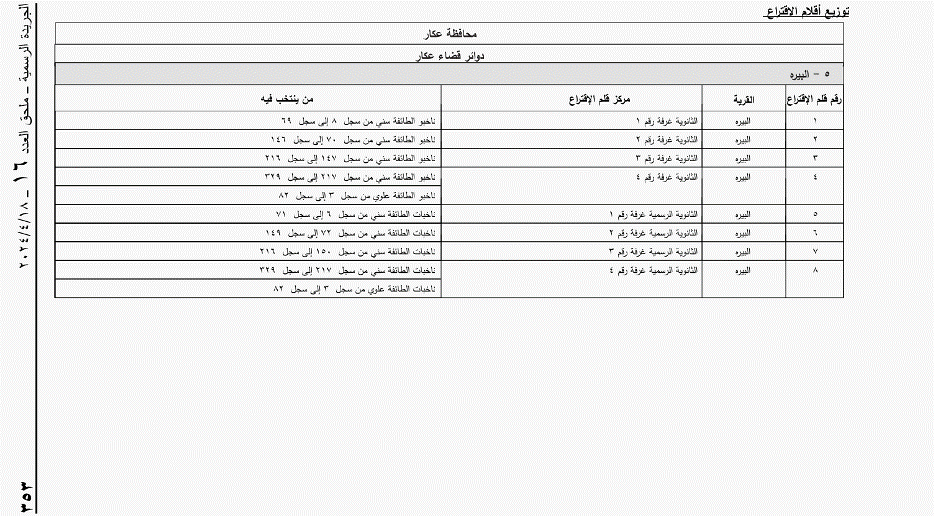 توزيع أقلام الإقتراع
محافظة عكار
دوائر قضاء عكار
٥ - البيره
رقم قلم الإقتراع القرية مركز قلم الإقتراع من ينتخب فيه
١ البيره الثانوية غرفة رقم ١ ناخبو الطائفة سني من سجل ٨ إلى سجل ٦٩
٢ البيره الثانوية غرفة رقم ٢ ناخبو الطائفة سني من سجل ٧٠ إلى سجل ١٤٦
٣ البيره الثانوية غرفة رقم ٣ ناخبو الطائفة سني من سجل ١٤٧ إلى سجل ٢١٦
٤ البيره الثانوية غرفة رقم ٤ ناخبو الطائفة سني من سجل ٢١٧ إلى سجل ٣٢٩
ناخبو الطائفة علوي من سجل ٣ إلى سجل ٨٢
٥ البيره الثانوية الرسمية غرفة رقم ١ ناخبات الطائفة سني من سجل ٦ إلى سجل ٧١
٦ البيره الثانوية الرسمية غرفة رقم ٢ ناخبات الطائفة سني من سجل ٧٢ إلى سجل ١٤٩
٧ البيره الثانوية الرسمية غرفة رقم ٣ ناخبات الطائفة سني من سجل ١٥٠ إلى سجل ٢١٦
٨ البيره الثانوية الرسمية غرفة رقم ٤ ناخبات الطائفة سني من سجل ٢١٧ إلى سجل ٣٢٩
ناخبات الطائفة علوي من سجل ٣ إلى سجل ٨٢
الجريدة الرسمية – ملحق العدد ١٦ – ٢٠٢٤/٤/١٨
٣٥٣